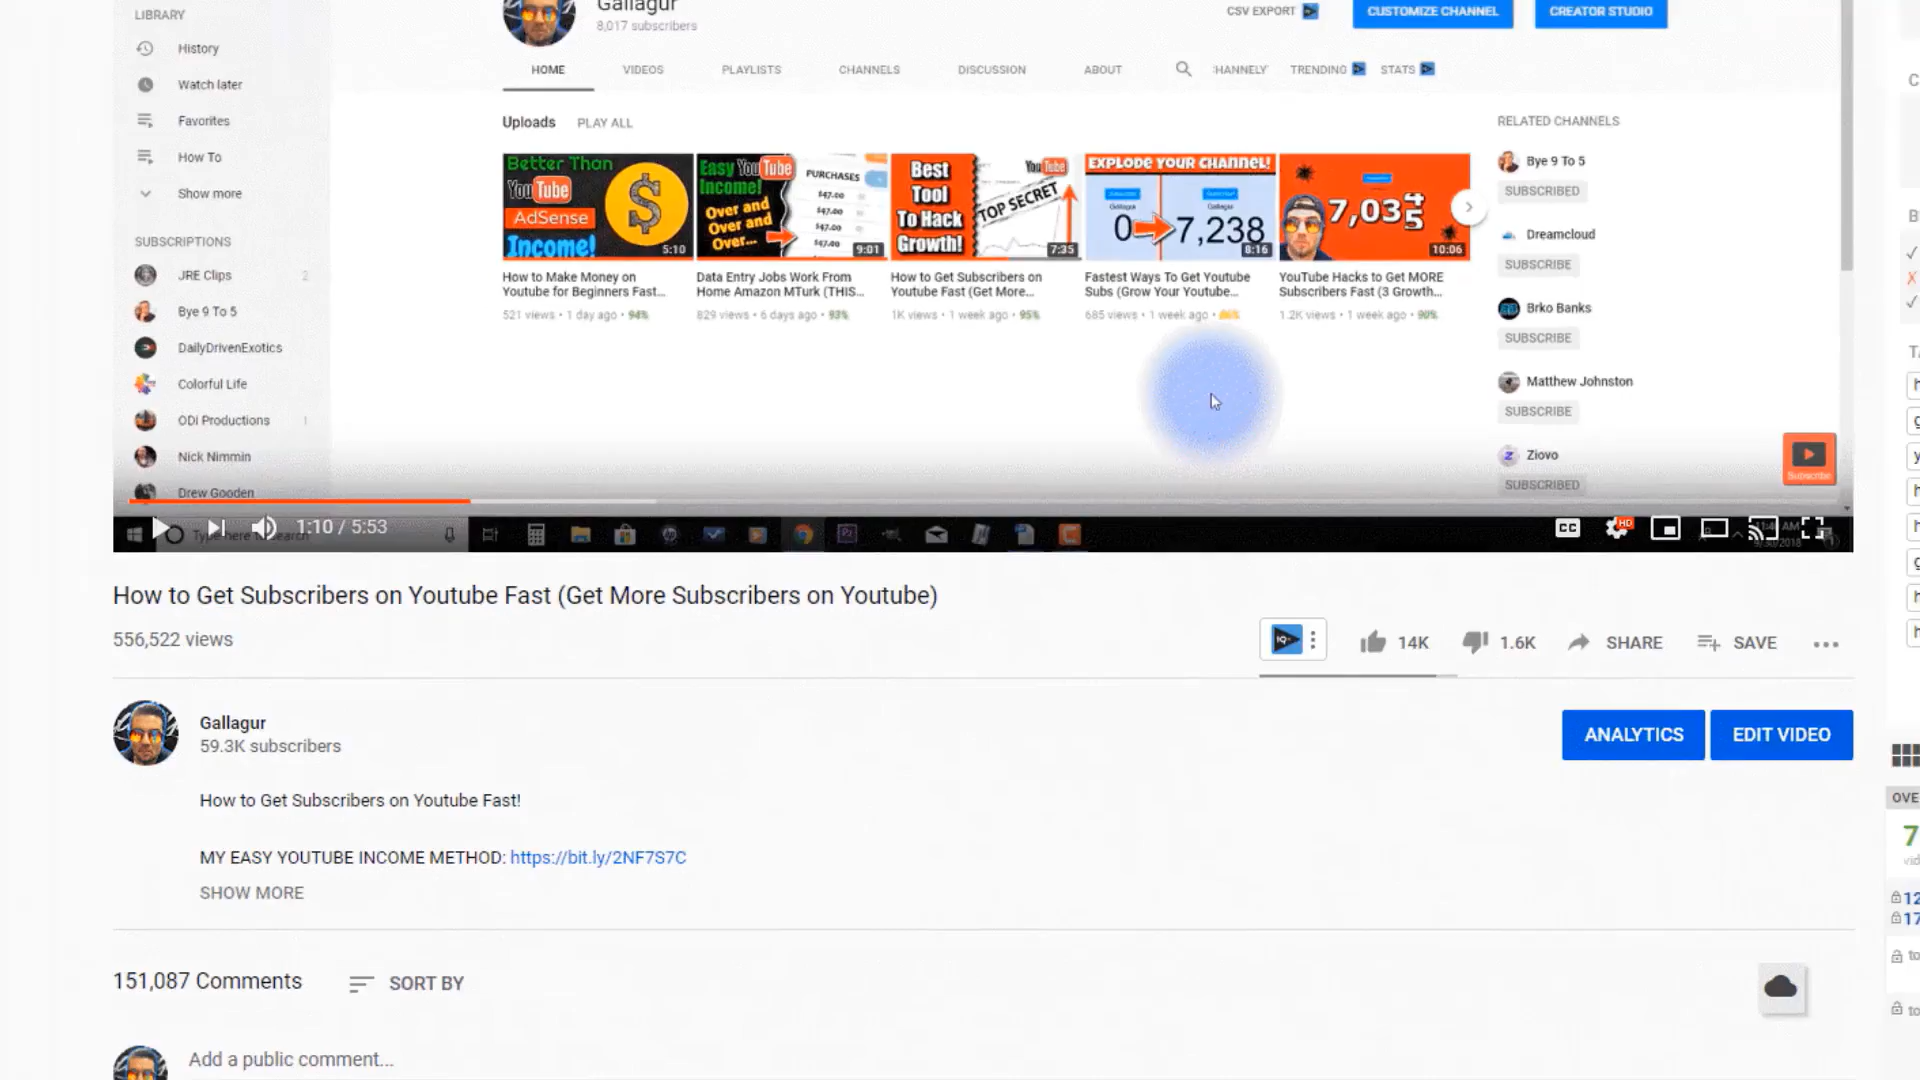 LIBRARY
History
Watch later
Favorites
How To
Show more
SUBSCRIPTIONS
JRE Clips 2
Bye 9 To 5
DailyDrivenExotics
Colorful Life
ODI Productions 1
Nick Nimmin
Drew Gooden
Gallagur
8,017 subscribers
CSV EXPORT
CUSTOMIZE CHANNEL
CREATOR STUDIO
HOME VIDEOS PLAYLISTS CHANNELS DISCUSSION ABOUT HANNELY TRENDING STATS
Uploads PLAY ALL
Better Than
YouTube
AdSense
Income!
5:10
How to Make Money on
Youtube for Beginners Fast...
521 views • 1 day ago • 94%
Easy YouTube
Income!
Over and
Over and
Over...
PURCHASES
$47.00
$47.00
$47.00
$47.00
9:01
Data Entry Jobs Work From
Home Amazon MTurk (THIS...
829 views • 6 days ago • 93%
Best
Tool
To Hack
Growth!
YouTube
TOP SECRET
7:35
How to Get Subscribers on
Youtube Fast (Get More...
1K views • 1 week ago • 95%
EXPLODE YOUR CHANNEL!
Gallagur
Gallagur
0 7,238
8:16
Fastest Ways To Get Youtube
Subs (Grow Your Youtube...
685 views • 1 week ago •
7,03
10:06
YouTube Hacks to Get MORE
Subscribers Fast (3 Growth...
1.2K views • 1 week ago • 90%
RELATED CHANNELS
Bye 9 To 5
SUBSCRIBED
Dreamcloud
SUBSCRIBE
Brko Banks
SUBSCRIBE
Matthew Johnston
SUBSCRIBE
Ziovo
SUBSCRIBED
Subscribe
1:10 / 5:53
Type here to search
CC
HD
How to Get Subscribers on Youtube Fast (Get More Subscribers on Youtube)
556,522 views
IQ
14K 1.6K SHARE SAVE
Gallagur
59.3K subscribers
ANALYTICS EDIT VIDEO
How to Get Subscribers on Youtube Fast!
MY EASY YOUTUBE INCOME METHOD: https://bit.ly/2NF7S7C
SHOW MORE
151,087 Comments SORT BY
Add a public comment...
OVE
7
vid
12
17
to
to